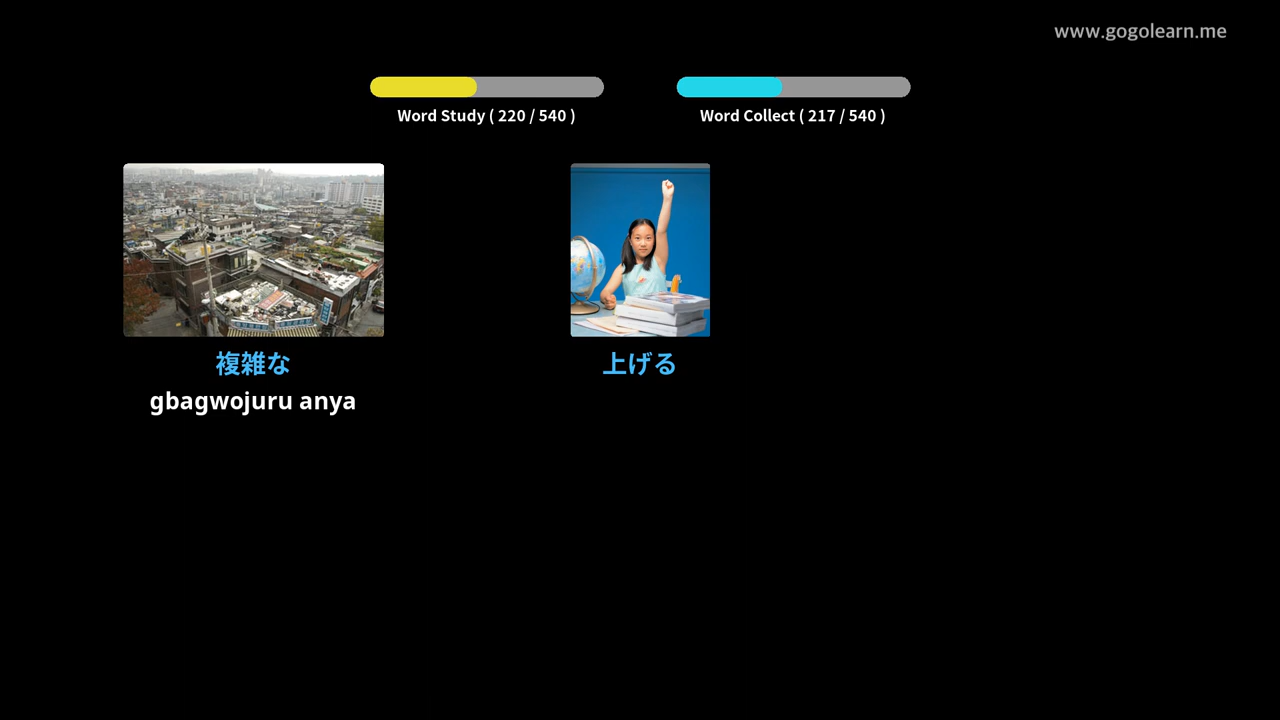 www.gogolearn.me
Word Study ( 220 / 540 )
Word Collect ( 217 / 540 )
複雑な
gbagwojuru anya
上げる